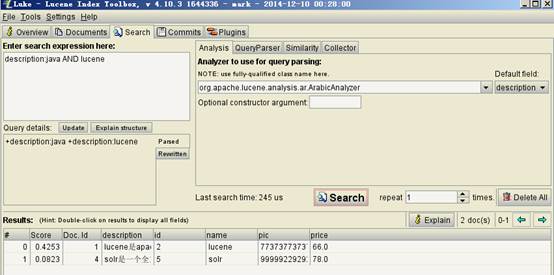 Luke - Lucene Index Toolbox, v 4.10.3 1644336 - mark - 2014-12-10 00:28:00
File Tools Settings Help
Overview Documents Search Commits Plugins
Enter search expression here:
description:java AND lucene
Analysis QueryParser Similarity Collector
Analyzer to use for query parsing:
NOTE: use fully-qualified class name here.
Default field:
org.apache.lucene.analysis.ar.ArabicAnalyzer
description
Optional constructor argument:
Query details: Update Explain structure
+description:java +description:lucene
Parsed
Rewritten
Last search time: 245 us
Search
repeat 1 times.
Delete All
Results: (Hint: Double-click on results to display all fields)
Explain 2 doc(s) 0-1
# Score Doc. Id description id name pic price
0 0.4253 1 lucene是apa 2 lucene 7737377373 66.0
1 0.0823 4 solr是一个全 5 solr 9999922929 78.0